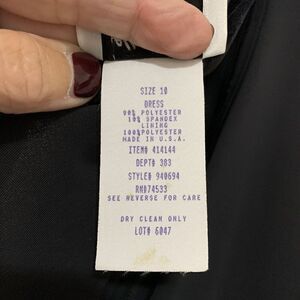 SIZE 10
DRESS
90% POLYESTER
10% SPANDEX
LINING
100%POLYESTER
MADE IN U.S.A.
ITEM# 414144
DEPT# 383
STYLE# 940694
RM#74533
SEE REVERSE FOR CARE
DRY CLEAN ONLY
LOT# 6047